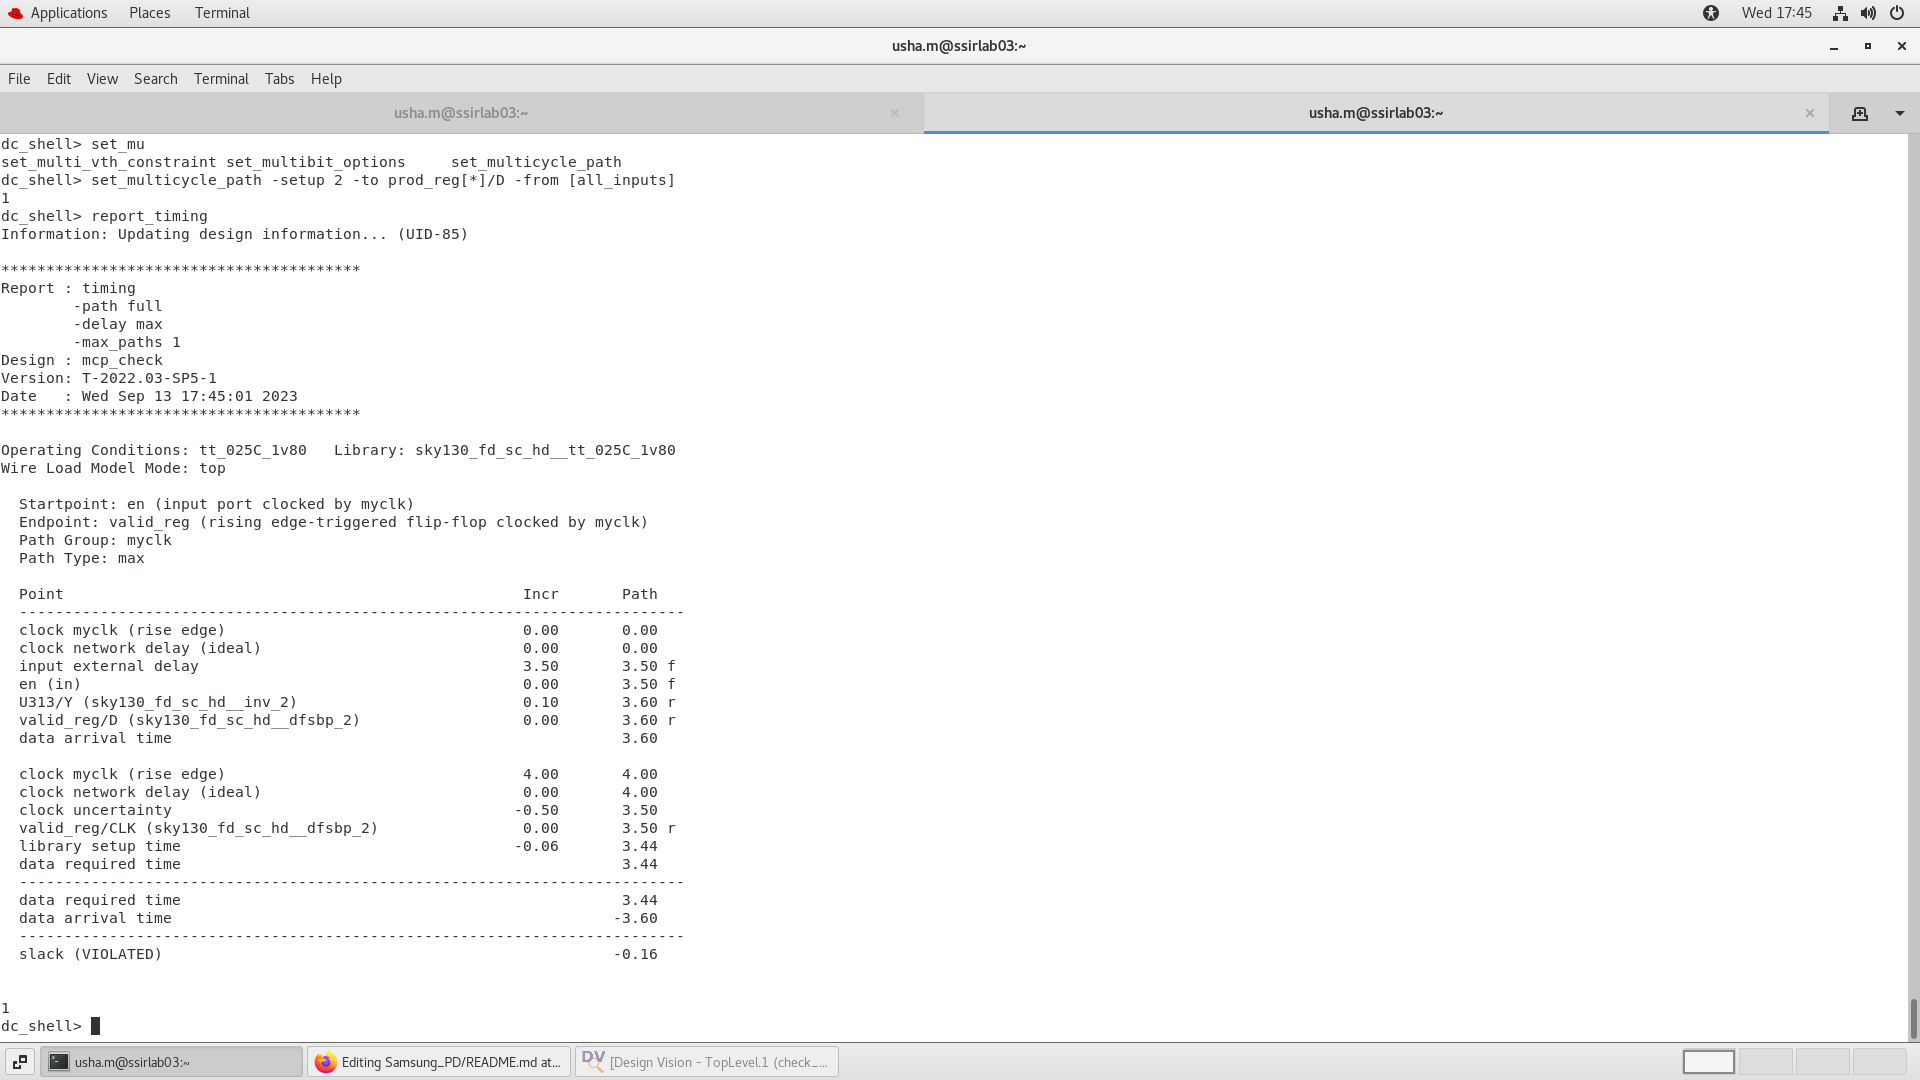 Applications Places Terminal Wed 17:45
usha.m@ssirlab03:~
File Edit View Search Terminal Tabs Help
usha.m@ssirlab03:~ × usha.m@ssirlab03:~ ×
dc_shell> set_mu
set_multi_vth_constraint set_multibit_options     set_multicycle_path
dc_shell> set_multicycle_path -setup 2 -to prod_reg[*]/D -from [all_inputs]
1
dc_shell> report_timing
Information: Updating design information... (UID-85)
****************************************
Report : timing
        -path full
        -delay max
        -max_paths 1
Design : mcp_check
Version: T-2022.03-SP5-1
Date   : Wed Sep 13 17:45:01 2023
****************************************
Operating Conditions: tt_025C_1v80   Library: sky130_fd_sc_hd__tt_025C_1v80
Wire Load Model Mode: top
  Startpoint: en (input port clocked by myclk)
  Endpoint: valid_reg (rising edge-triggered flip-flop clocked by myclk)
  Path Group: myclk
  Path Type: max
  Point                                                   Incr       Path
  --------------------------------------------------------------------------
  clock myclk (rise edge)                                 0.00       0.00
  clock network delay (ideal)                             0.00       0.00
  input external delay                                    3.50       3.50 f
  en (in)                                                 0.00       3.50 f
  U313/Y (sky130_fd_sc_hd__inv_2)                         0.10       3.60 r
  valid_reg/D (sky130_fd_sc_hd__dfsbp_2)                  0.00       3.60 r
  data arrival time                                                  3.60
  clock myclk (rise edge)                                 4.00       4.00
  clock network delay (ideal)                             0.00       4.00
  clock uncertainty                                      -0.50       3.50
  valid_reg/CLK (sky130_fd_sc_hd__dfsbp_2)                0.00       3.50 r
  library setup time                                     -0.06       3.44
  data required time                                                 3.44
  --------------------------------------------------------------------------
  data required time                                                 3.44
  data arrival time                                                 -3.60
  --------------------------------------------------------------------------
  slack (VIOLATED)                                                  -0.16
1
dc_shell>
usha.m@ssirlab03:~ Editing Samsung_PD/README.md at... DV [Design Vision - TopLevel.1 (check_...